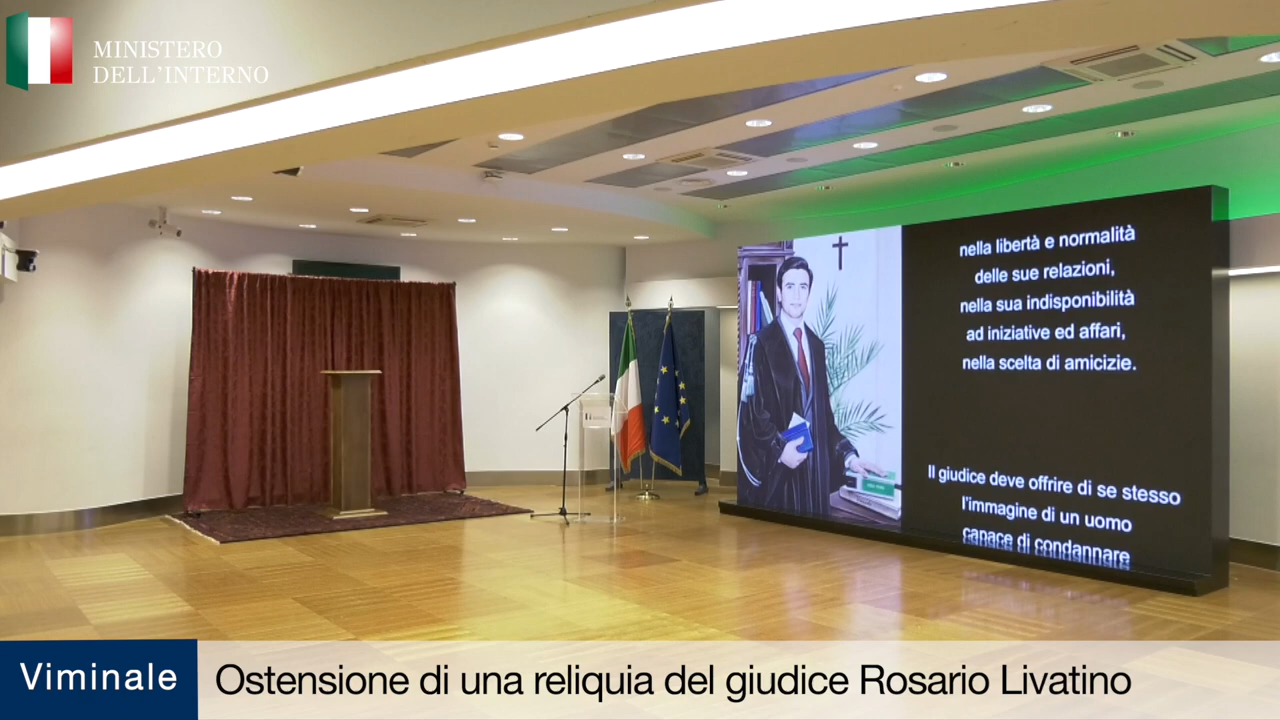 MINISTERO
DELL'INTERNO
nella libertà e normalità
delle sue relazioni,
nella sua indisponibilità
ad iniziative ed affari,
nella scelta di amicizie.
Il giudice deve offrire di se stesso
l'immagine di un uomo
capace di condannare
Viminale
Ostensione di una reliquia del giudice Rosario Livatino